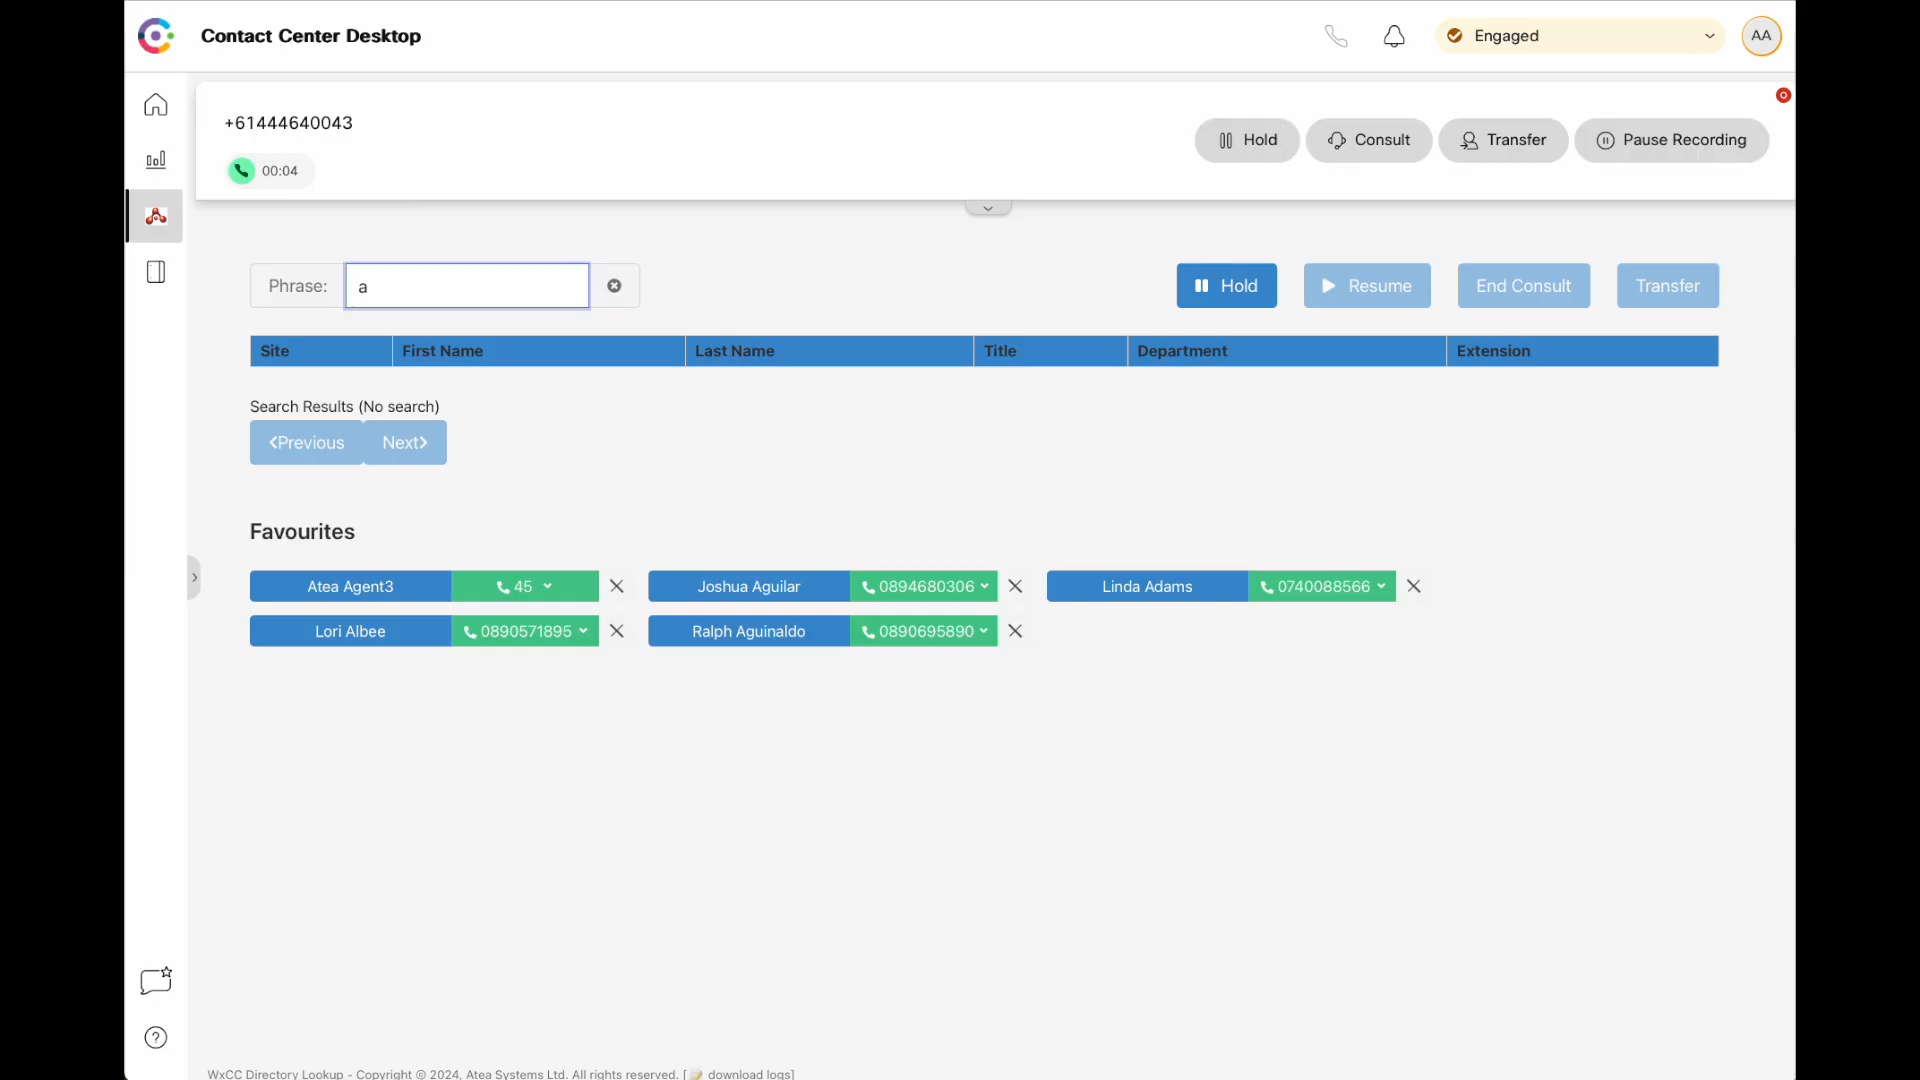 Contact Center Desktop
Engaged
AA
+61444640043
00:04
Hold
Consult
Transfer
Pause Recording
Phrase:
a
Hold
Resume
End Consult
Transfer
Site
First Name
Last Name
Title
Department
Extension
Search Results (No search)
Previous
Next
Favourites
Atea Agent3
45
Joshua Aguilar
0894680306
Linda Adams
0740088566
Lori Albee
0890571895
Ralph Aguinaldo
0890695890
WxCC Directory Lookup - Copyright © 2024, Atea Systems Ltd. All rights reserved. [📝 download logs]